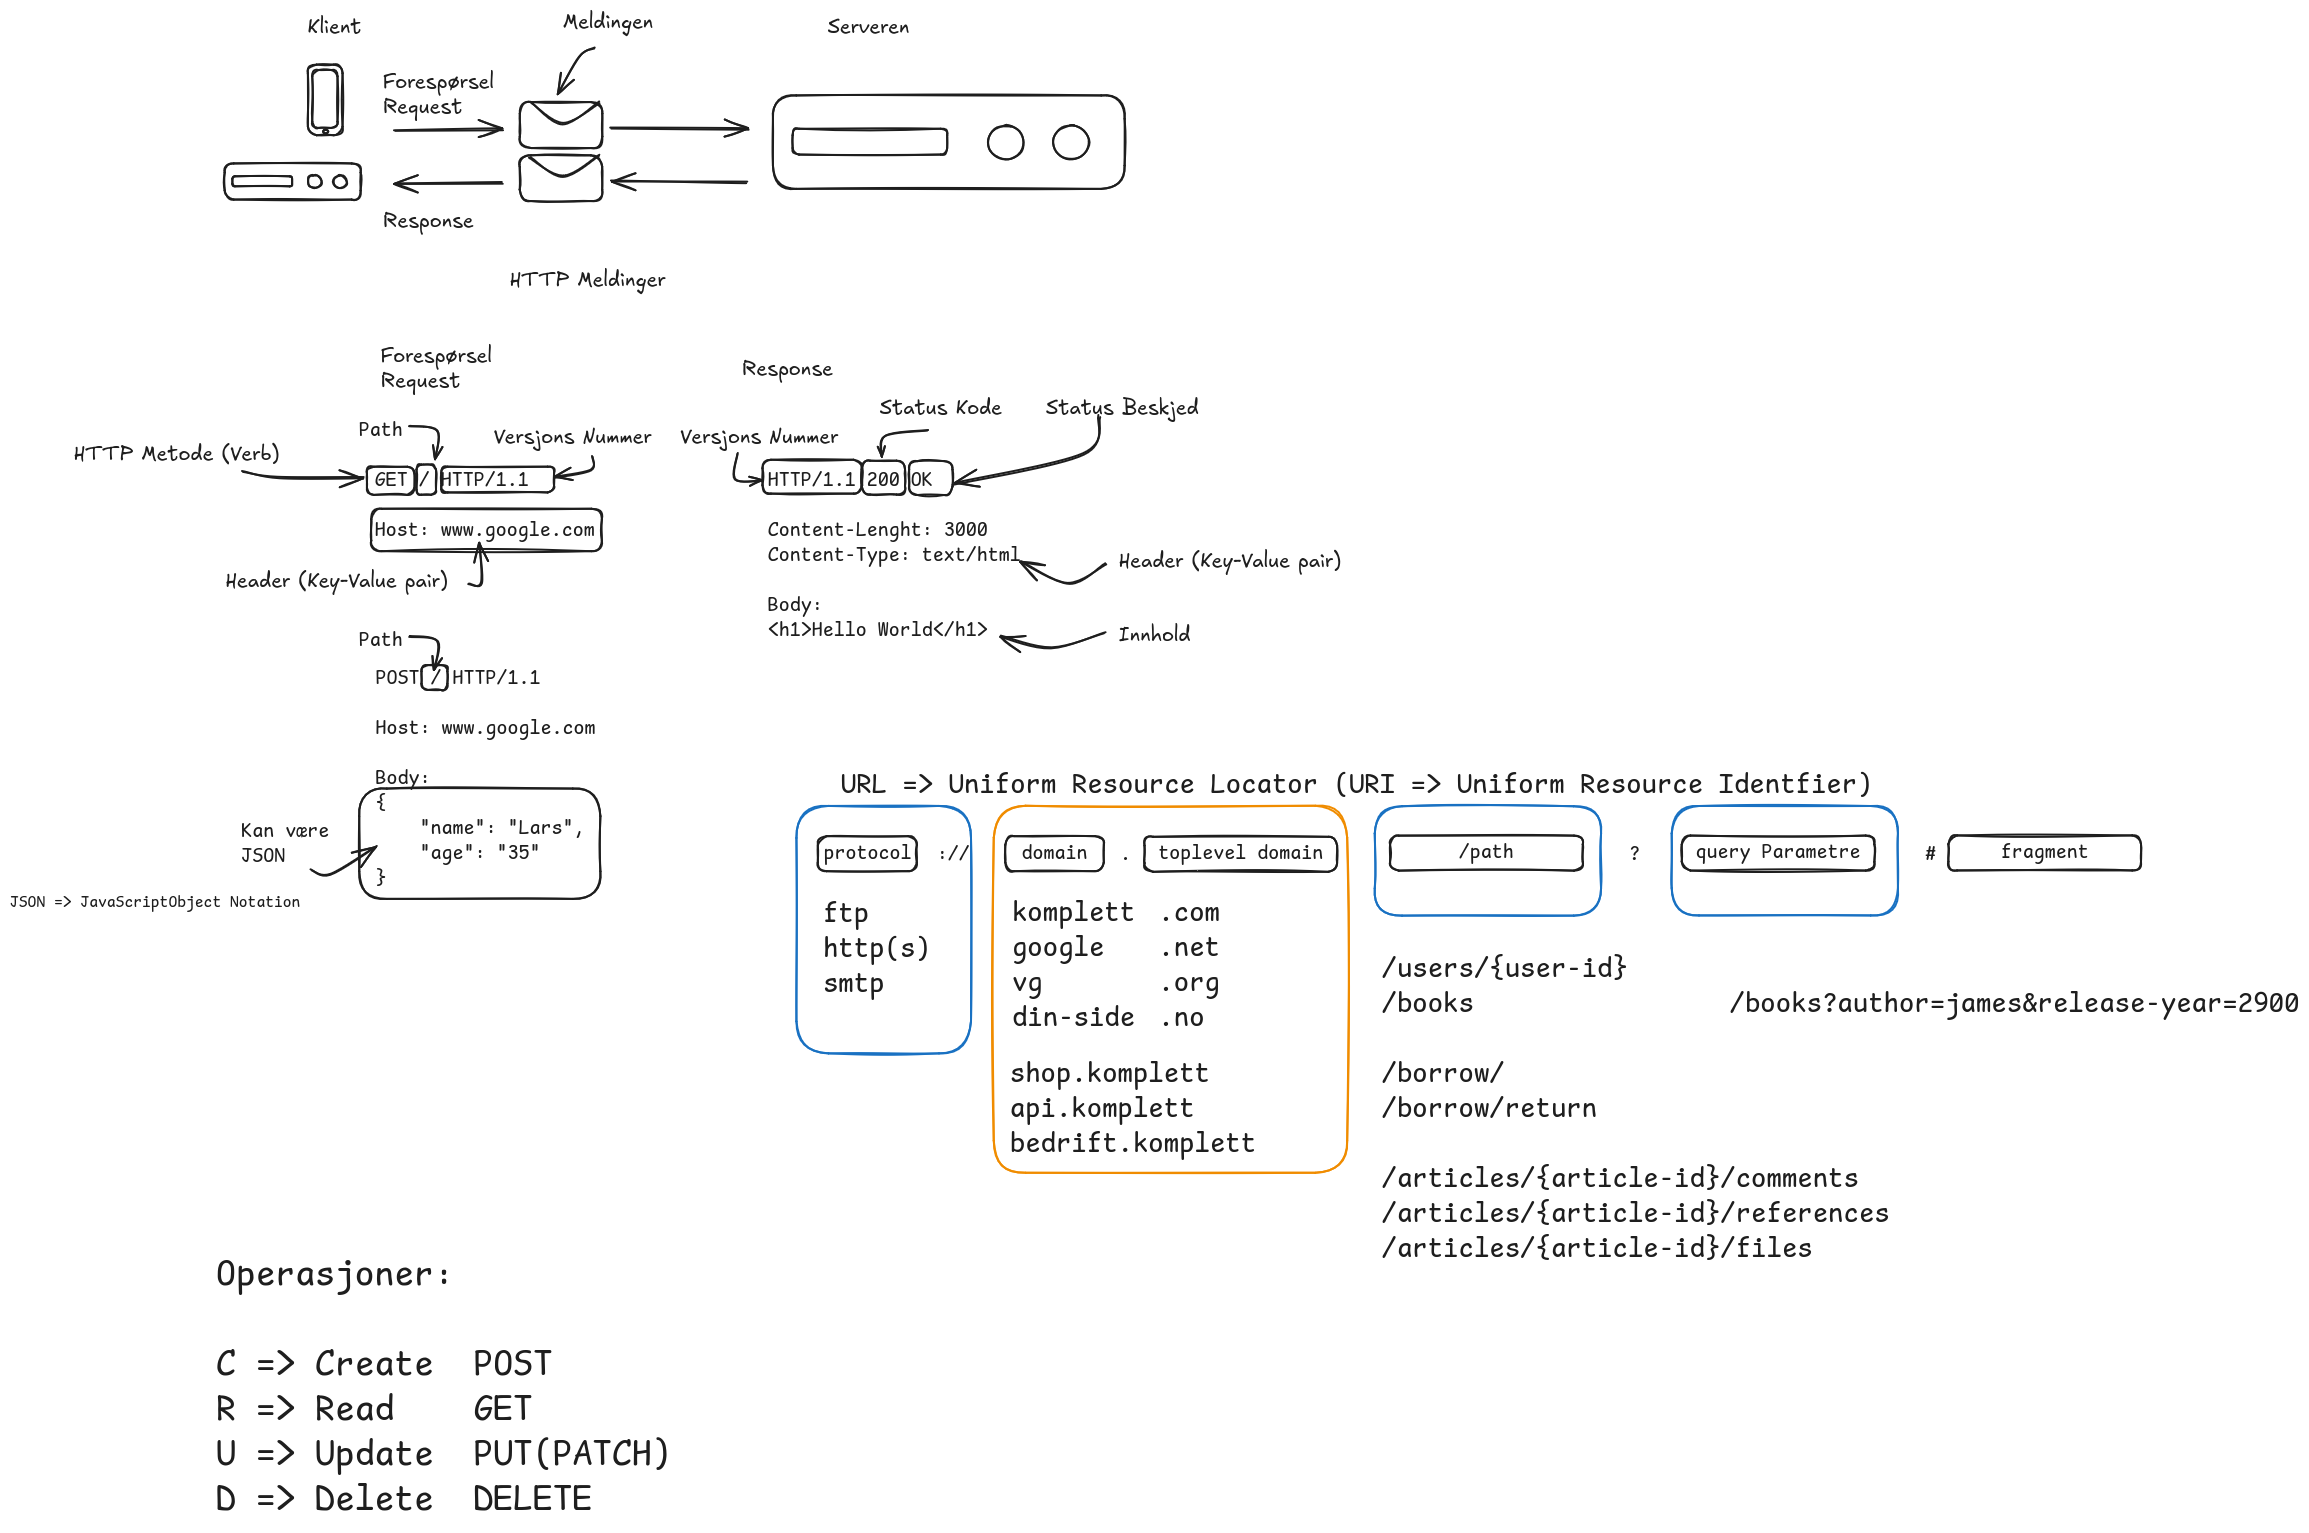 Klient
Meldingen
Serveren
Forespørsel
Request
Response
HTTP Meldinger
Forespørsel
Request
Path
HTTP Metode (Verb)
Versjons Nummer
GET / HTTP/1.1
Host: www.google.com
Header (Key-Value pair)
Path
POST / HTTP/1.1
Host: www.google.com
Body:
{
"name": "Lars",
"age": "35"
}
Kan være
JSON
JSON => JavaScriptObject Notation
Response
Status Kode
Status Beskjed
Versjons Nummer
HTTP/1.1 200 OK
Content-Lenght: 3000
Content-Type: text/html
Header (Key-Value pair)
Body:
<h1>Hello World</h1>
Innhold
URL => Uniform Resource Locator (URI => Uniform Resource Identfier)
protocol :// domain . toplevel domain /path ? query Parametre # fragment
ftp
http(s)
smtp
komplett .com
google .net
vg .org
din-side .no
shop.komplett
api.komplett
bedrift.komplett
/users/{user-id}
/books
/books?author=james&release-year=2900
/borrow/
/borrow/return
/articles/{article-id}/comments
/articles/{article-id}/references
/articles/{article-id}/files
Operasjoner:
C => Create POST
R => Read GET
U => Update PUT(PATCH)
D => Delete DELETE